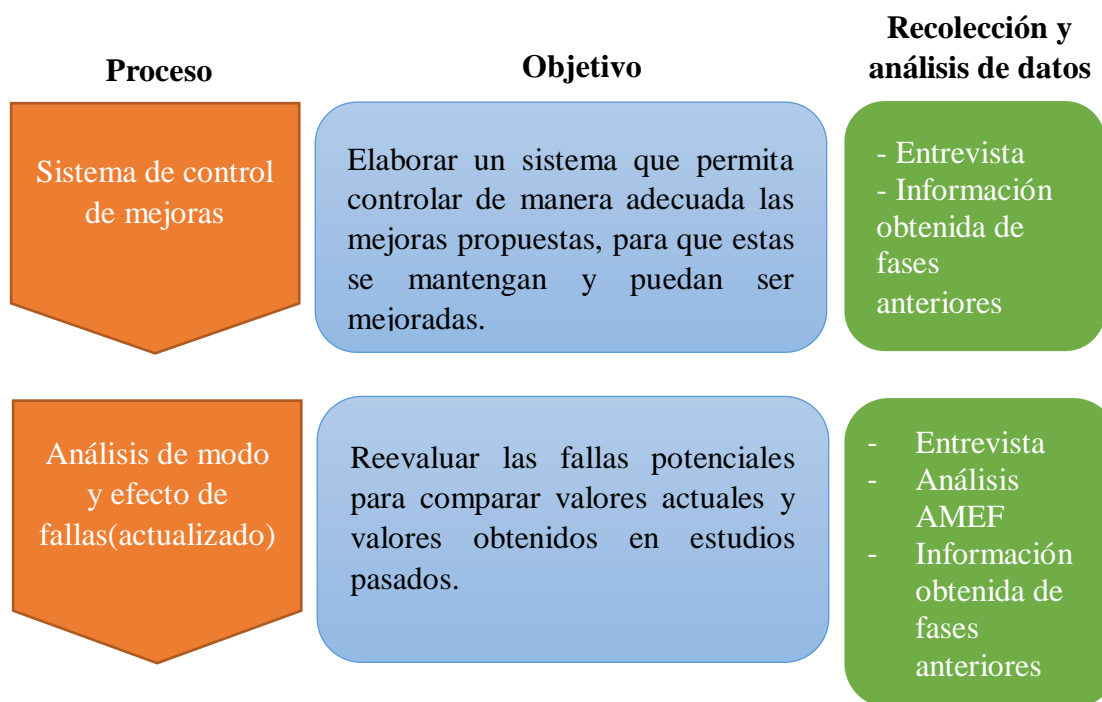 Proceso
Objetivo
Recolección y
análisis de datos
Sistema de control
de mejoras
Elaborar un sistema que permita
controlar de manera adecuada las
mejoras propuestas, para que estas
se mantengan y puedan ser
mejoradas.
- Entrevista
- Información
obtenida de
fases
anteriores
Análisis de modo
y efecto de
fallas(actualizado)
Reevaluar las fallas potenciales
para comparar valores actuales y
valores obtenidos en estudios
pasados.
- Entrevista
- Análisis
AMEF
- Información
obtenida de
fases
anteriores